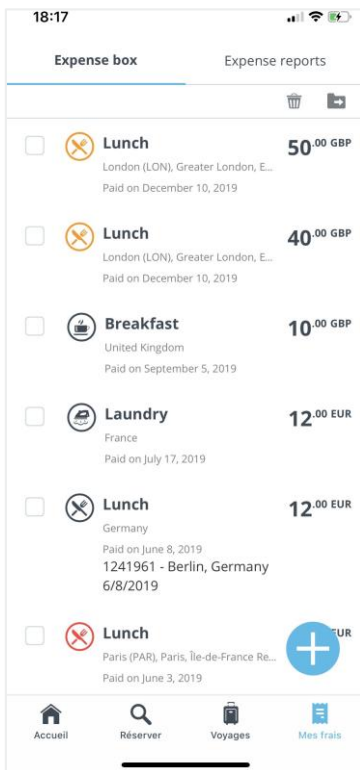 18:17
Expense box
Expense reports
Lunch
50.00 GBP
London (LON), Greater London, E...
Paid on December 10, 2019
Lunch
40.00 GBP
London (LON), Greater London, E...
Paid on December 10, 2019
Breakfast
10.00 GBP
United Kingdom
Paid on September 5, 2019
Laundry
12.00 EUR
France
Paid on July 17, 2019
Lunch
12.00 EUR
Germany
Paid on June 8, 2019
1241961 - Berlin, Germany
6/8/2019
Lunch
Paris (PAR), Paris, Île-de-France Re...
Paid on June 3, 2019
Accueil
Réserver
Voyages
Mes frais